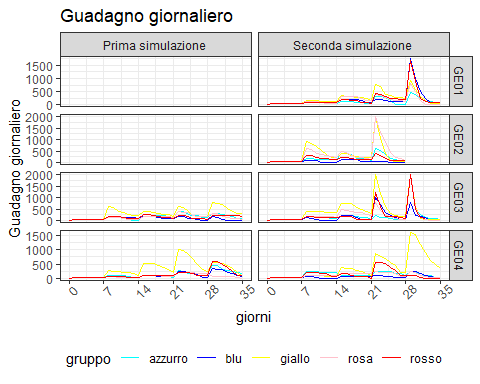 Guadagno giornaliero
Prima simulazione
Seconda simulazione
1500
1000
500
0
GE01
2000
1500
1000
500
0
GE02
2000
1500
1000
500
0
GE03
1500
1000
500
0
GE04
Guadagno giornaliero
0 7 14 21 28 35
0 7 14 21 28 35
giorni
gruppo azzurro blu giallo rosa rosso